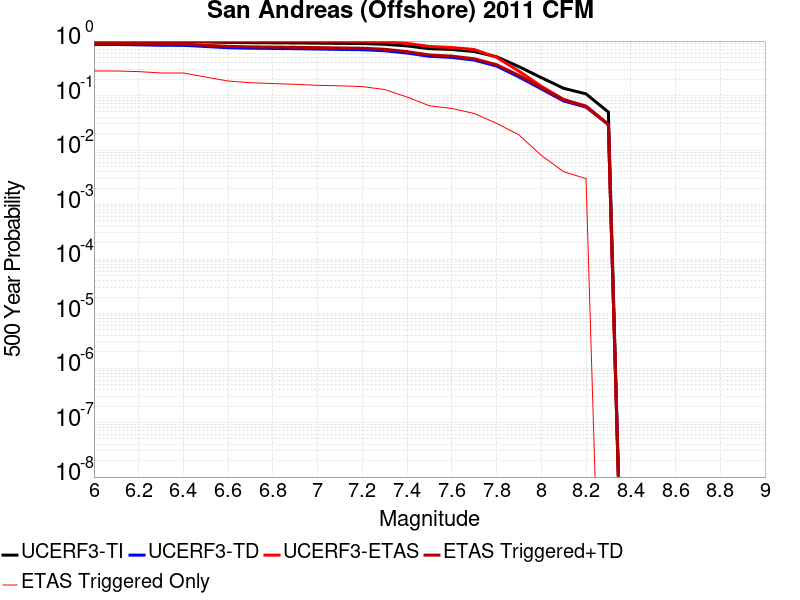 San Andreas (Offshore) 2011 CFM
10^0
10^-1
10^-2
10^-3
10^-4
10^-5
10^-6
10^-7
10^-8
500 Year Probability
6 6.2 6.4 6.6 6.8 7 7.2 7.4 7.6 7.8 8 8.2 8.4 8.6 8.8 9
Magnitude
UCERF3-TI UCERF3-TD UCERF3-ETAS ETAS Triggered+TD
ETAS Triggered Only